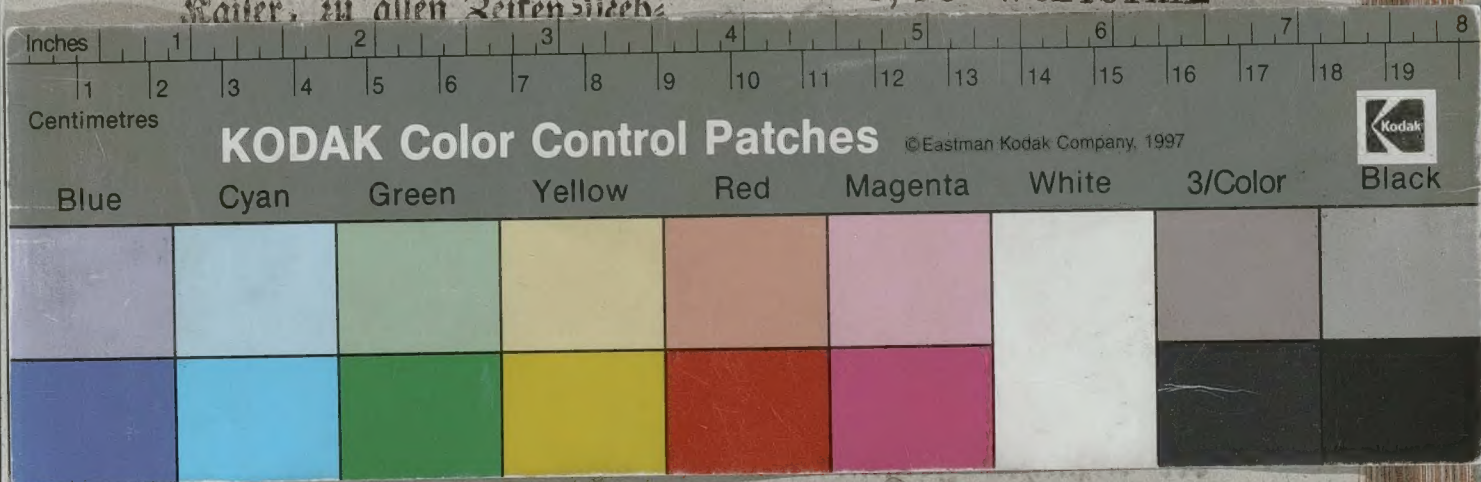 Kaiser, zu allen Zeiten
Inches 1 2 3 4 5 6 7 8
1 2 3 4 5 6 7 8 9 10 11 12 13 14 15 16 17 18 19
Centimetres
KODAK Color Control Patches ©Eastman Kodak Company, 1997 Kodak
Blue Cyan Green Yellow Red Magenta White 3/Color Black